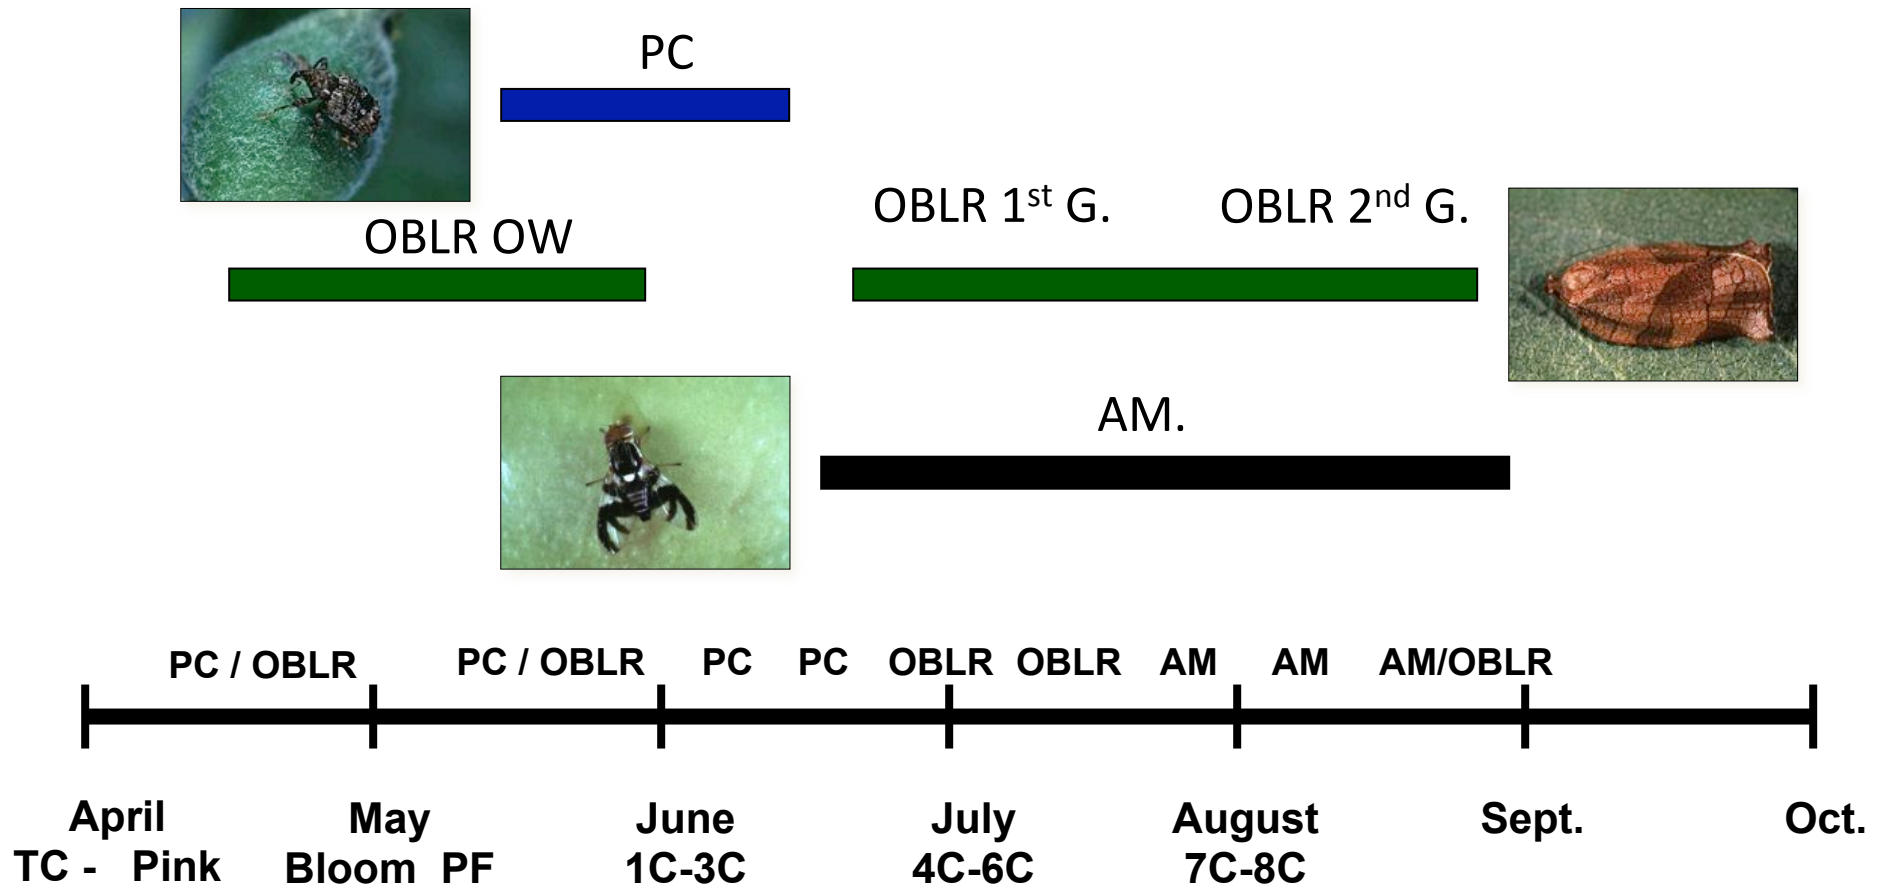 PC
OBLR 1st G. OBLR 2nd G.
OBLR OW
AM.
PC / OBLR PC / OBLR PC PC OBLR OBLR AM AM AM/OBLR
April May June July August Sept. Oct.
TC - Pink Bloom PF 1C-3C 4C-6C 7C-8C